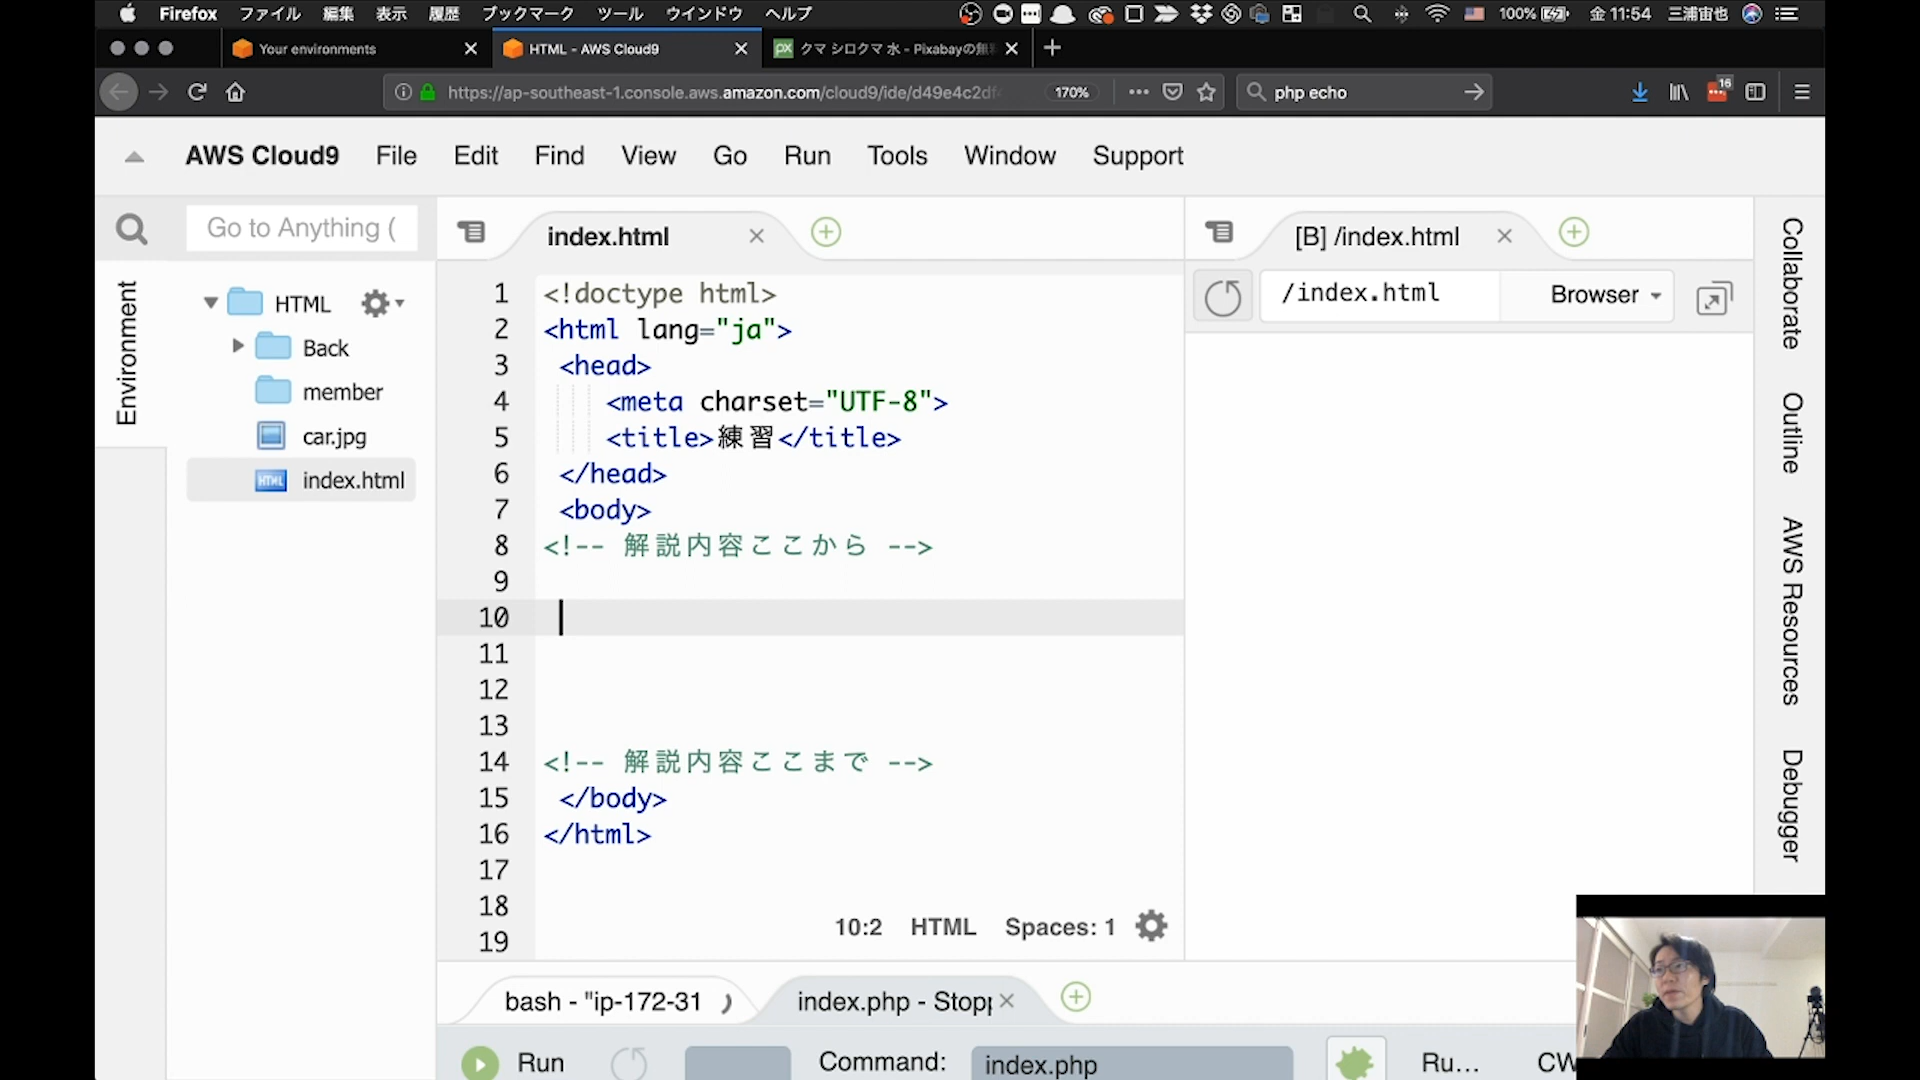 Firefox ファイル 編集 表示 履歴 ブックマーク ツール ウインドウ ヘルプ 100% 金 11:54 三浦宙也
Your environments
HTML - AWS Cloud9
クマ シロクマ 水 - Pixabayの無
https://ap-southeast-1.console.aws.amazon.com/cloud9/ide/d49e4c2df
170%
php echo
16
AWS Cloud9 File Edit Find View Go Run Tools Window Support
Go to Anything (
index.html
[B] /index.html
/index.html
Browser
Environment
HTML
Back
member
car.jpg
index.html
1 <!doctype html>
2 <html lang="ja">
3 <head>
4 <meta charset="UTF-8">
5 <title>練習</title>
6 </head>
7 <body>
8 <!-- 解説内容ここから -->
9
10
11
12
13
14 <!-- 解説内容ここまで -->
15 </body>
16 </html>
17
18
19
10:2 HTML Spaces: 1
Collaborate
Outline
AWS Resources
Debugger
bash - "ip-172-31
index.php - Stopp
Run
Command:
index.php
Ru...
CW